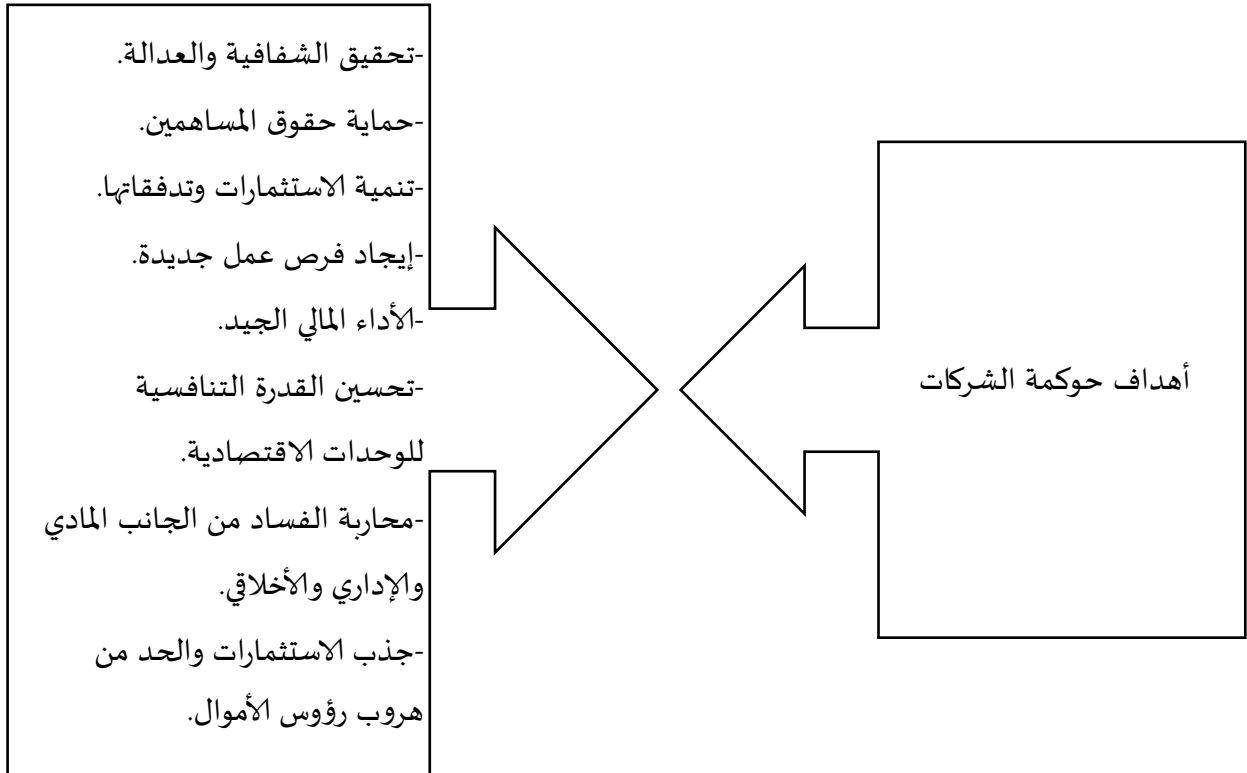 أهداف حوكمة الشركات
-تحقيق الشفافية والعدالة.
-حماية حقوق المساهمين.
-تنمية الاستثمارات وتدفقاتها.
-إيجاد فرص عمل جديدة.
-الأداء المالي الجيد.
-تحسين القدرة التنافسية
للوحدات الاقتصادية.
-محاربة الفساد من الجانب المادي
والإداري والأخلاقي.
-جذب الاستثمارات والحد من
هروب رؤوس الأموال.